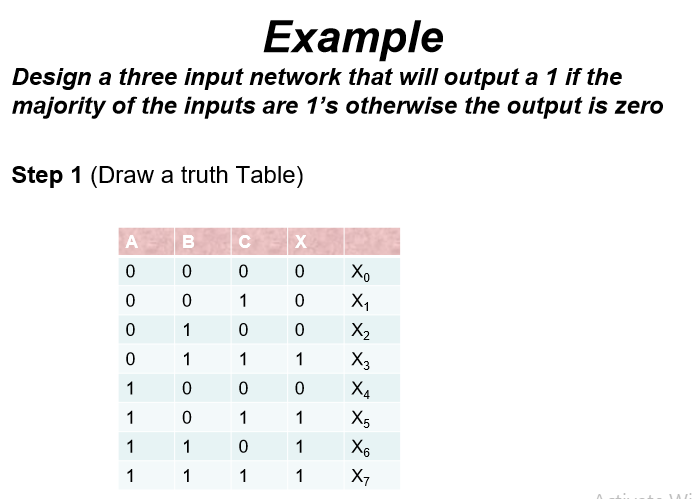 Example
Design a three input network that will output a 1 if the
majority of the inputs are 1’s otherwise the output is zero
Step 1 (Draw a truth Table)
A B C X
0 0 0 0 X₀
0 0 1 0 X₁
0 1 0 0 X₂
0 1 1 1 X₃
1 0 0 0 X₄
1 0 1 1 X₅
1 1 0 1 X₆
1 1 1 1 X₇